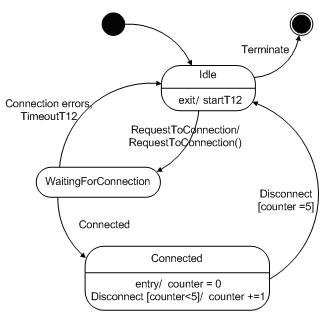 Terminate
Idle
exit/ startT12
Connection errors,
TimeoutT12
RequestToConnection/
RequestToConnection()
WaitingForConnection
Disconnect
[counter =5]
Connected
Connected
entry/ counter = 0
Disconnect [counter<5]/ counter +=1